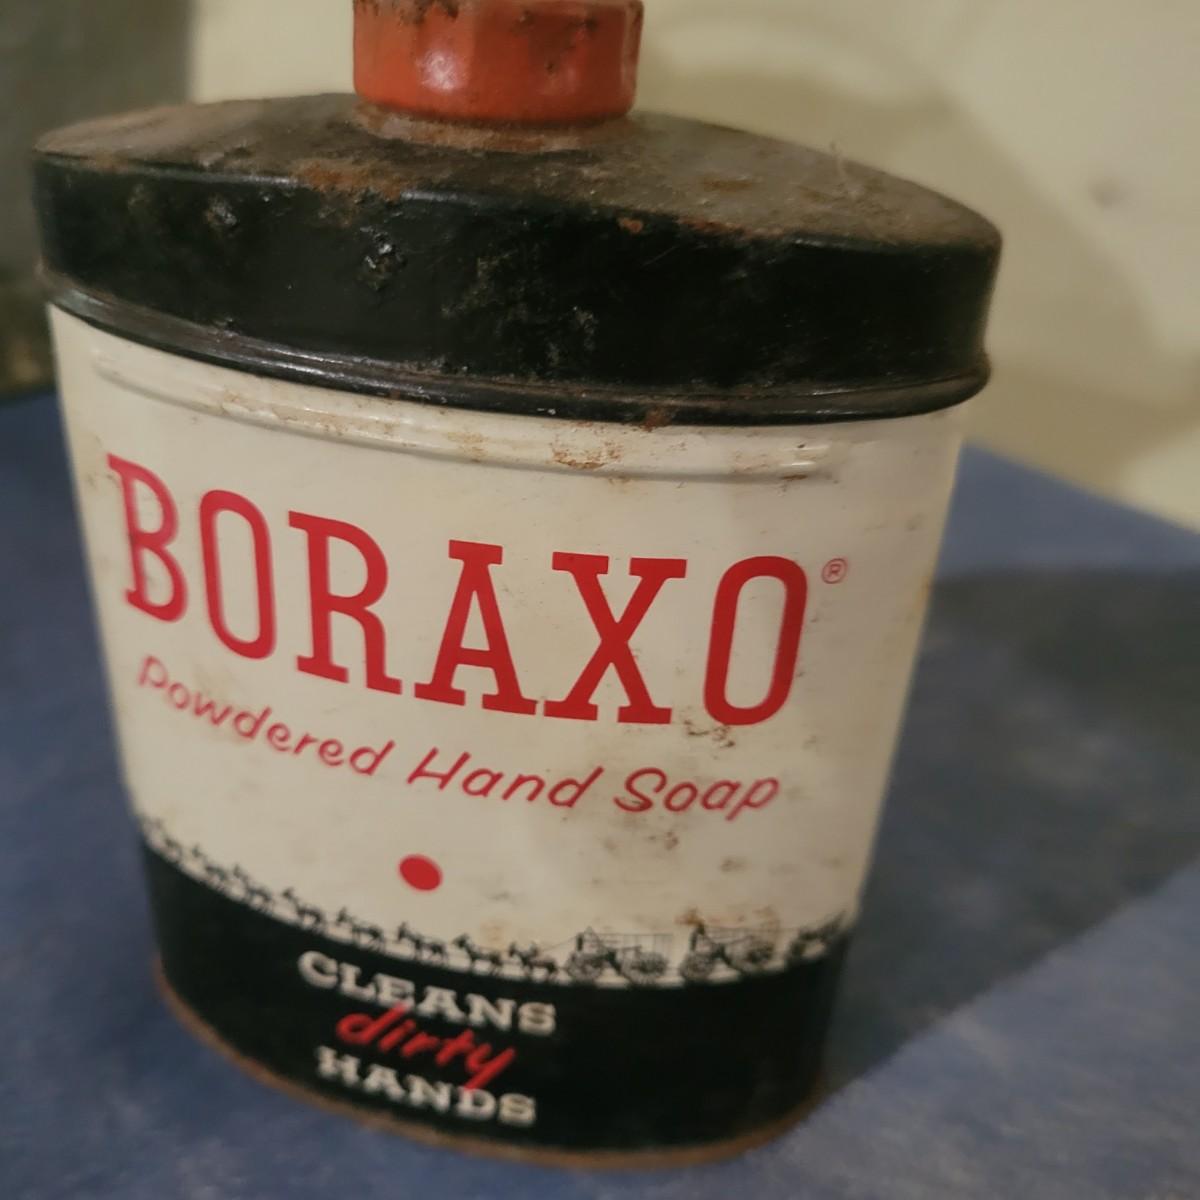 BORAXO®
Powdered Hand Soap
CLEANS
dirty
HANDS